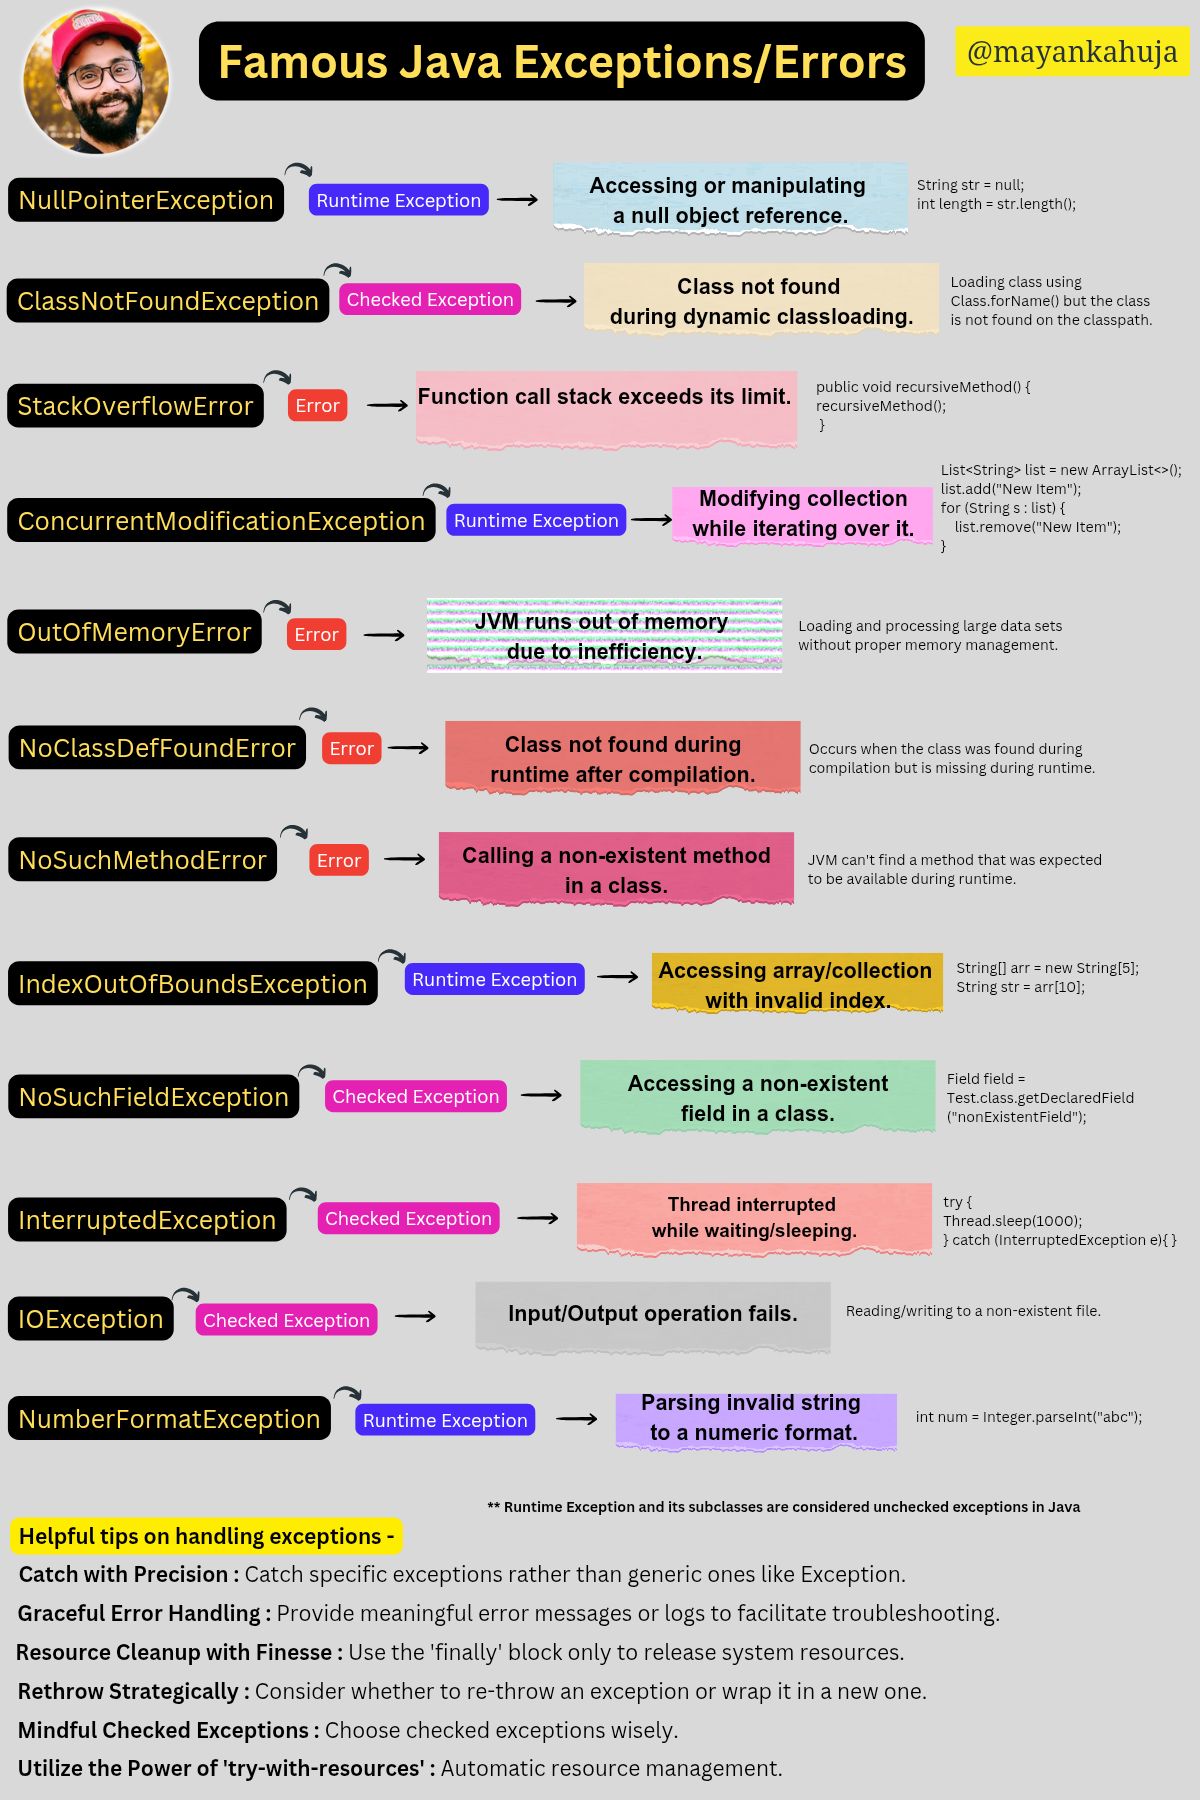 Famous Java Exceptions/Errors
@mayankahuja
NullPointerException
Runtime Exception
Accessing or manipulating
a null object reference.
String str = null;
int length = str.length();
ClassNotFoundException
Checked Exception
Class not found
during dynamic classloading.
Loading class using
Class.forName() but the class
is not found on the classpath.
StackOverflowError
Error
Function call stack exceeds its limit.
public void recursiveMethod() {
recursiveMethod();
}
ConcurrentModificationException
Runtime Exception
Modifying collection
while iterating over it.
List<String> list = new ArrayList<>();
list.add("New Item");
for (String s : list) {
list.remove("New Item");
}
OutOfMemoryError
Error
JVM runs out of memory
due to inefficiency.
Loading and processing large data sets
without proper memory management.
NoClassDefFoundError
Error
Class not found during
runtime after compilation.
Occurs when the class was found during
compilation but is missing during runtime.
NoSuchMethodError
Error
Calling a non-existent method
in a class.
JVM can't find a method that was expected
to be available during runtime.
IndexOutOfBoundsException
Runtime Exception
Accessing array/collection
with invalid index.
String[] arr = new String[5];
String str = arr[10];
NoSuchFieldException
Checked Exception
Accessing a non-existent
field in a class.
Field field =
Test.class.getDeclaredField
("nonExistentField");
InterruptedException
Checked Exception
Thread interrupted
while waiting/sleeping.
try {
Thread.sleep(1000);
} catch (InterruptedException e){ }
IOException
Checked Exception
Input/Output operation fails.
Reading/writing to a non-existent file.
NumberFormatException
Runtime Exception
Parsing invalid string
to a numeric format.
int num = Integer.parseInt("abc");
** Runtime Exception and its subclasses are considered unchecked exceptions in Java
Helpful tips on handling exceptions -
Catch with Precision : Catch specific exceptions rather than generic ones like Exception.
Graceful Error Handling : Provide meaningful error messages or logs to facilitate troubleshooting.
Resource Cleanup with Finesse : Use the 'finally' block only to release system resources.
Rethrow Strategically : Consider whether to re-throw an exception or wrap it in a new one.
Mindful Checked Exceptions : Choose checked exceptions wisely.
Utilize the Power of 'try-with-resources' : Automatic resource management.